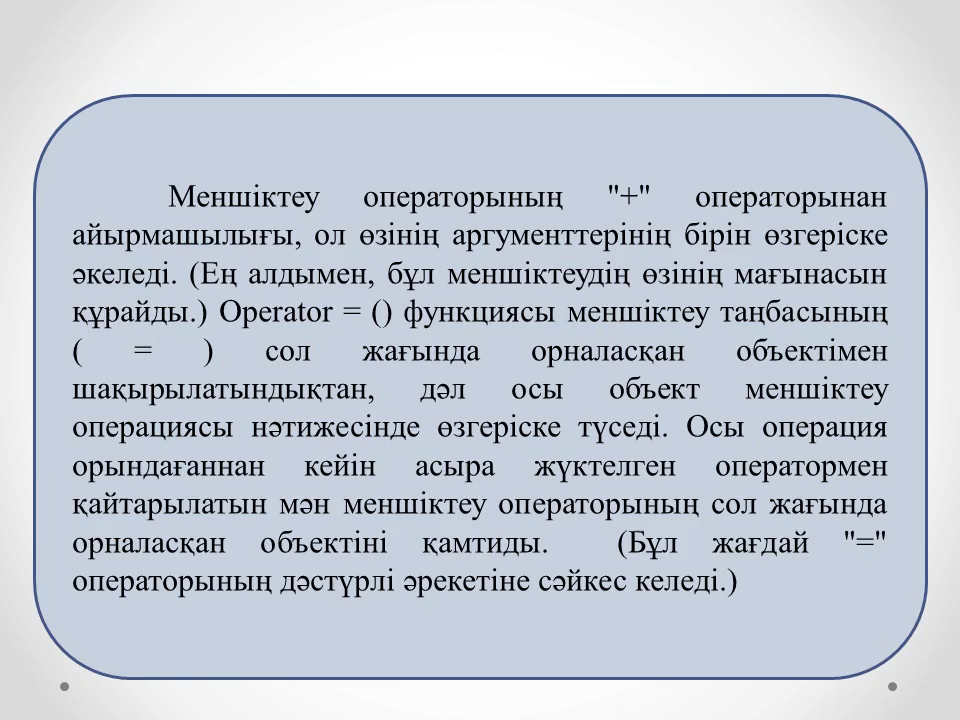 Меншіктеу операторының "+" операторынан
айырмашылығы, ол өзінің аргументтерінің бірін өзгеріске
әкеледі. (Ең алдымен, бұл меншіктеудің өзінің мағынасын
құрайды.) Operator = () функциясы меншіктеу таңбасының
( = ) сол жағында орналасқан объектімен
шақырылатындықтан, дәл осы объект меншіктеу
операциясы нәтижесінде өзгеріске түседі. Осы операция
орындағаннан кейін асыра жүктелген оператормен
қайтарылатын мән меншіктеу операторының сол жағында
орналасқан объектіні қамтиды. (Бұл жағдай "="
операторының дәстүрлі әрекетіне сәйкес келеді.)